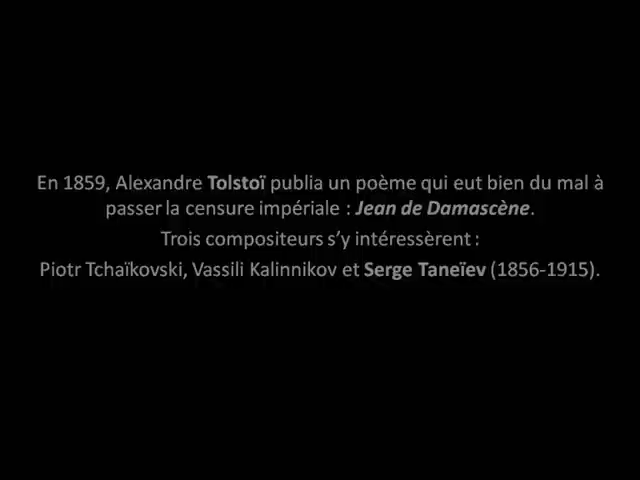 En 1859, Alexandre Tolstoï publia un poème qui eut bien du mal à
passer la censure impériale : Jean de Damascène.
Trois compositeurs s’y intéressèrent :
Piotr Tchaïkovski, Vassili Kalinnikov et Serge Taneïev (1856-1915).